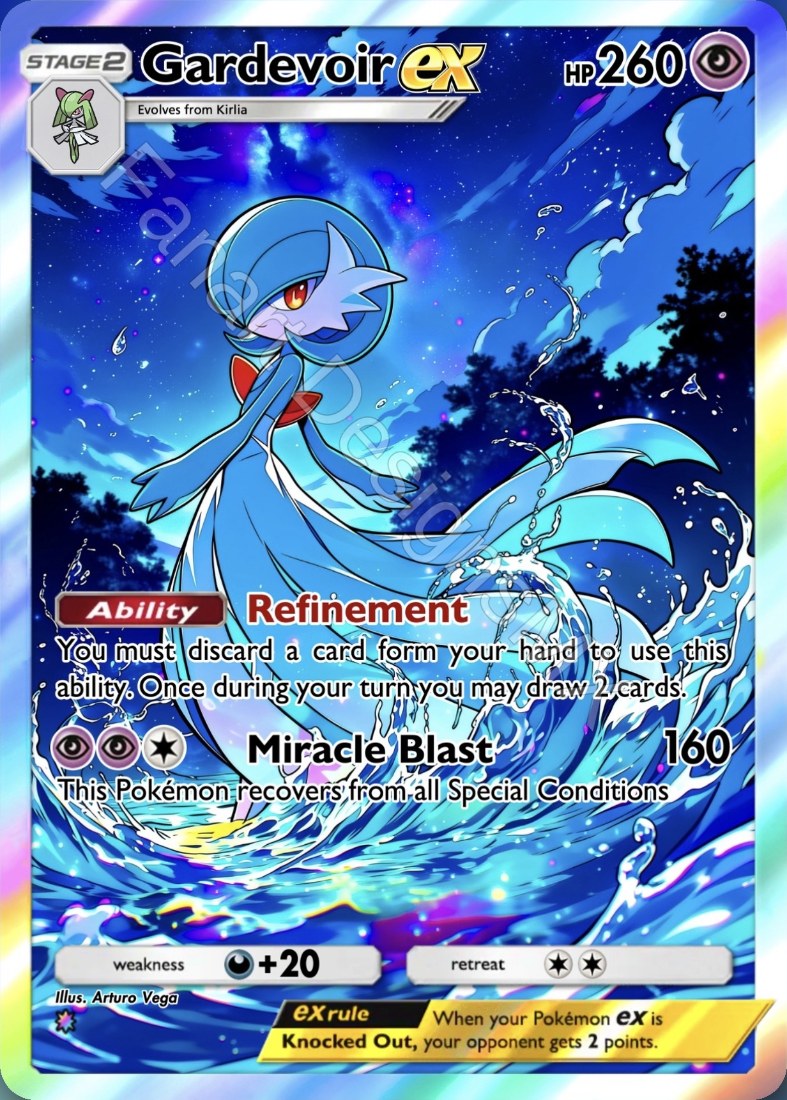 STAGE2 Gardevoir ex HP260
Evolves from Kirlia
Fanart Designer
Ability Refinement
You must discard a card form your hand to use this
ability. Once during your turn you may draw 2 cards.
Miracle Blast 160
This Pokémon recovers from all Special Conditions
weakness +20 retreat
Illus. Arturo Vega
ex rule When your Pokémon ex is
Knocked Out, your opponent gets 2 points.